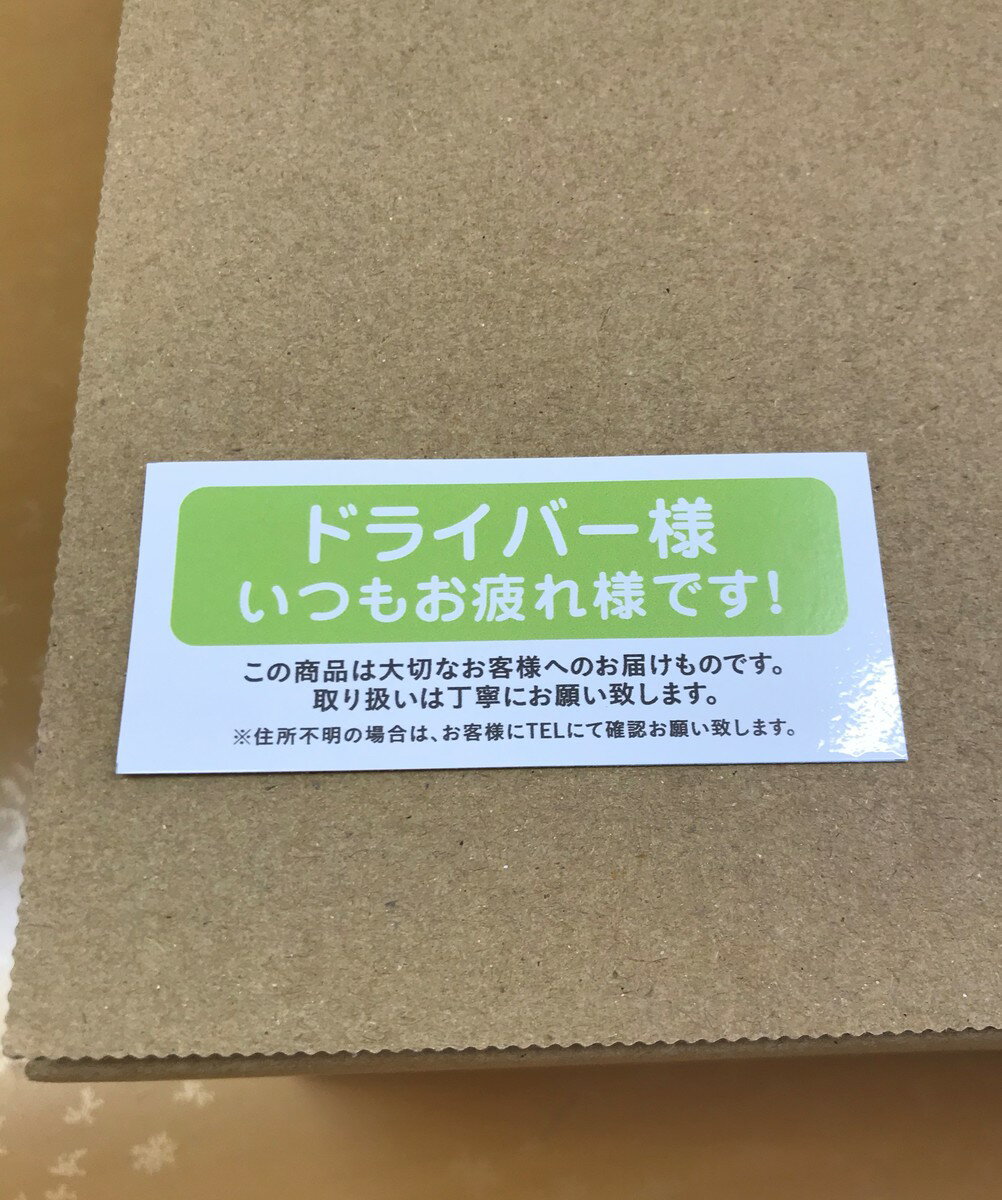 ドライバー様
いつもお疲れ様です!
この商品は大切なお客様へのお届けものです。
取り扱いは丁寧にお願い致します。
※住所不明の場合は、お客様にTELにて確認お願い致します。